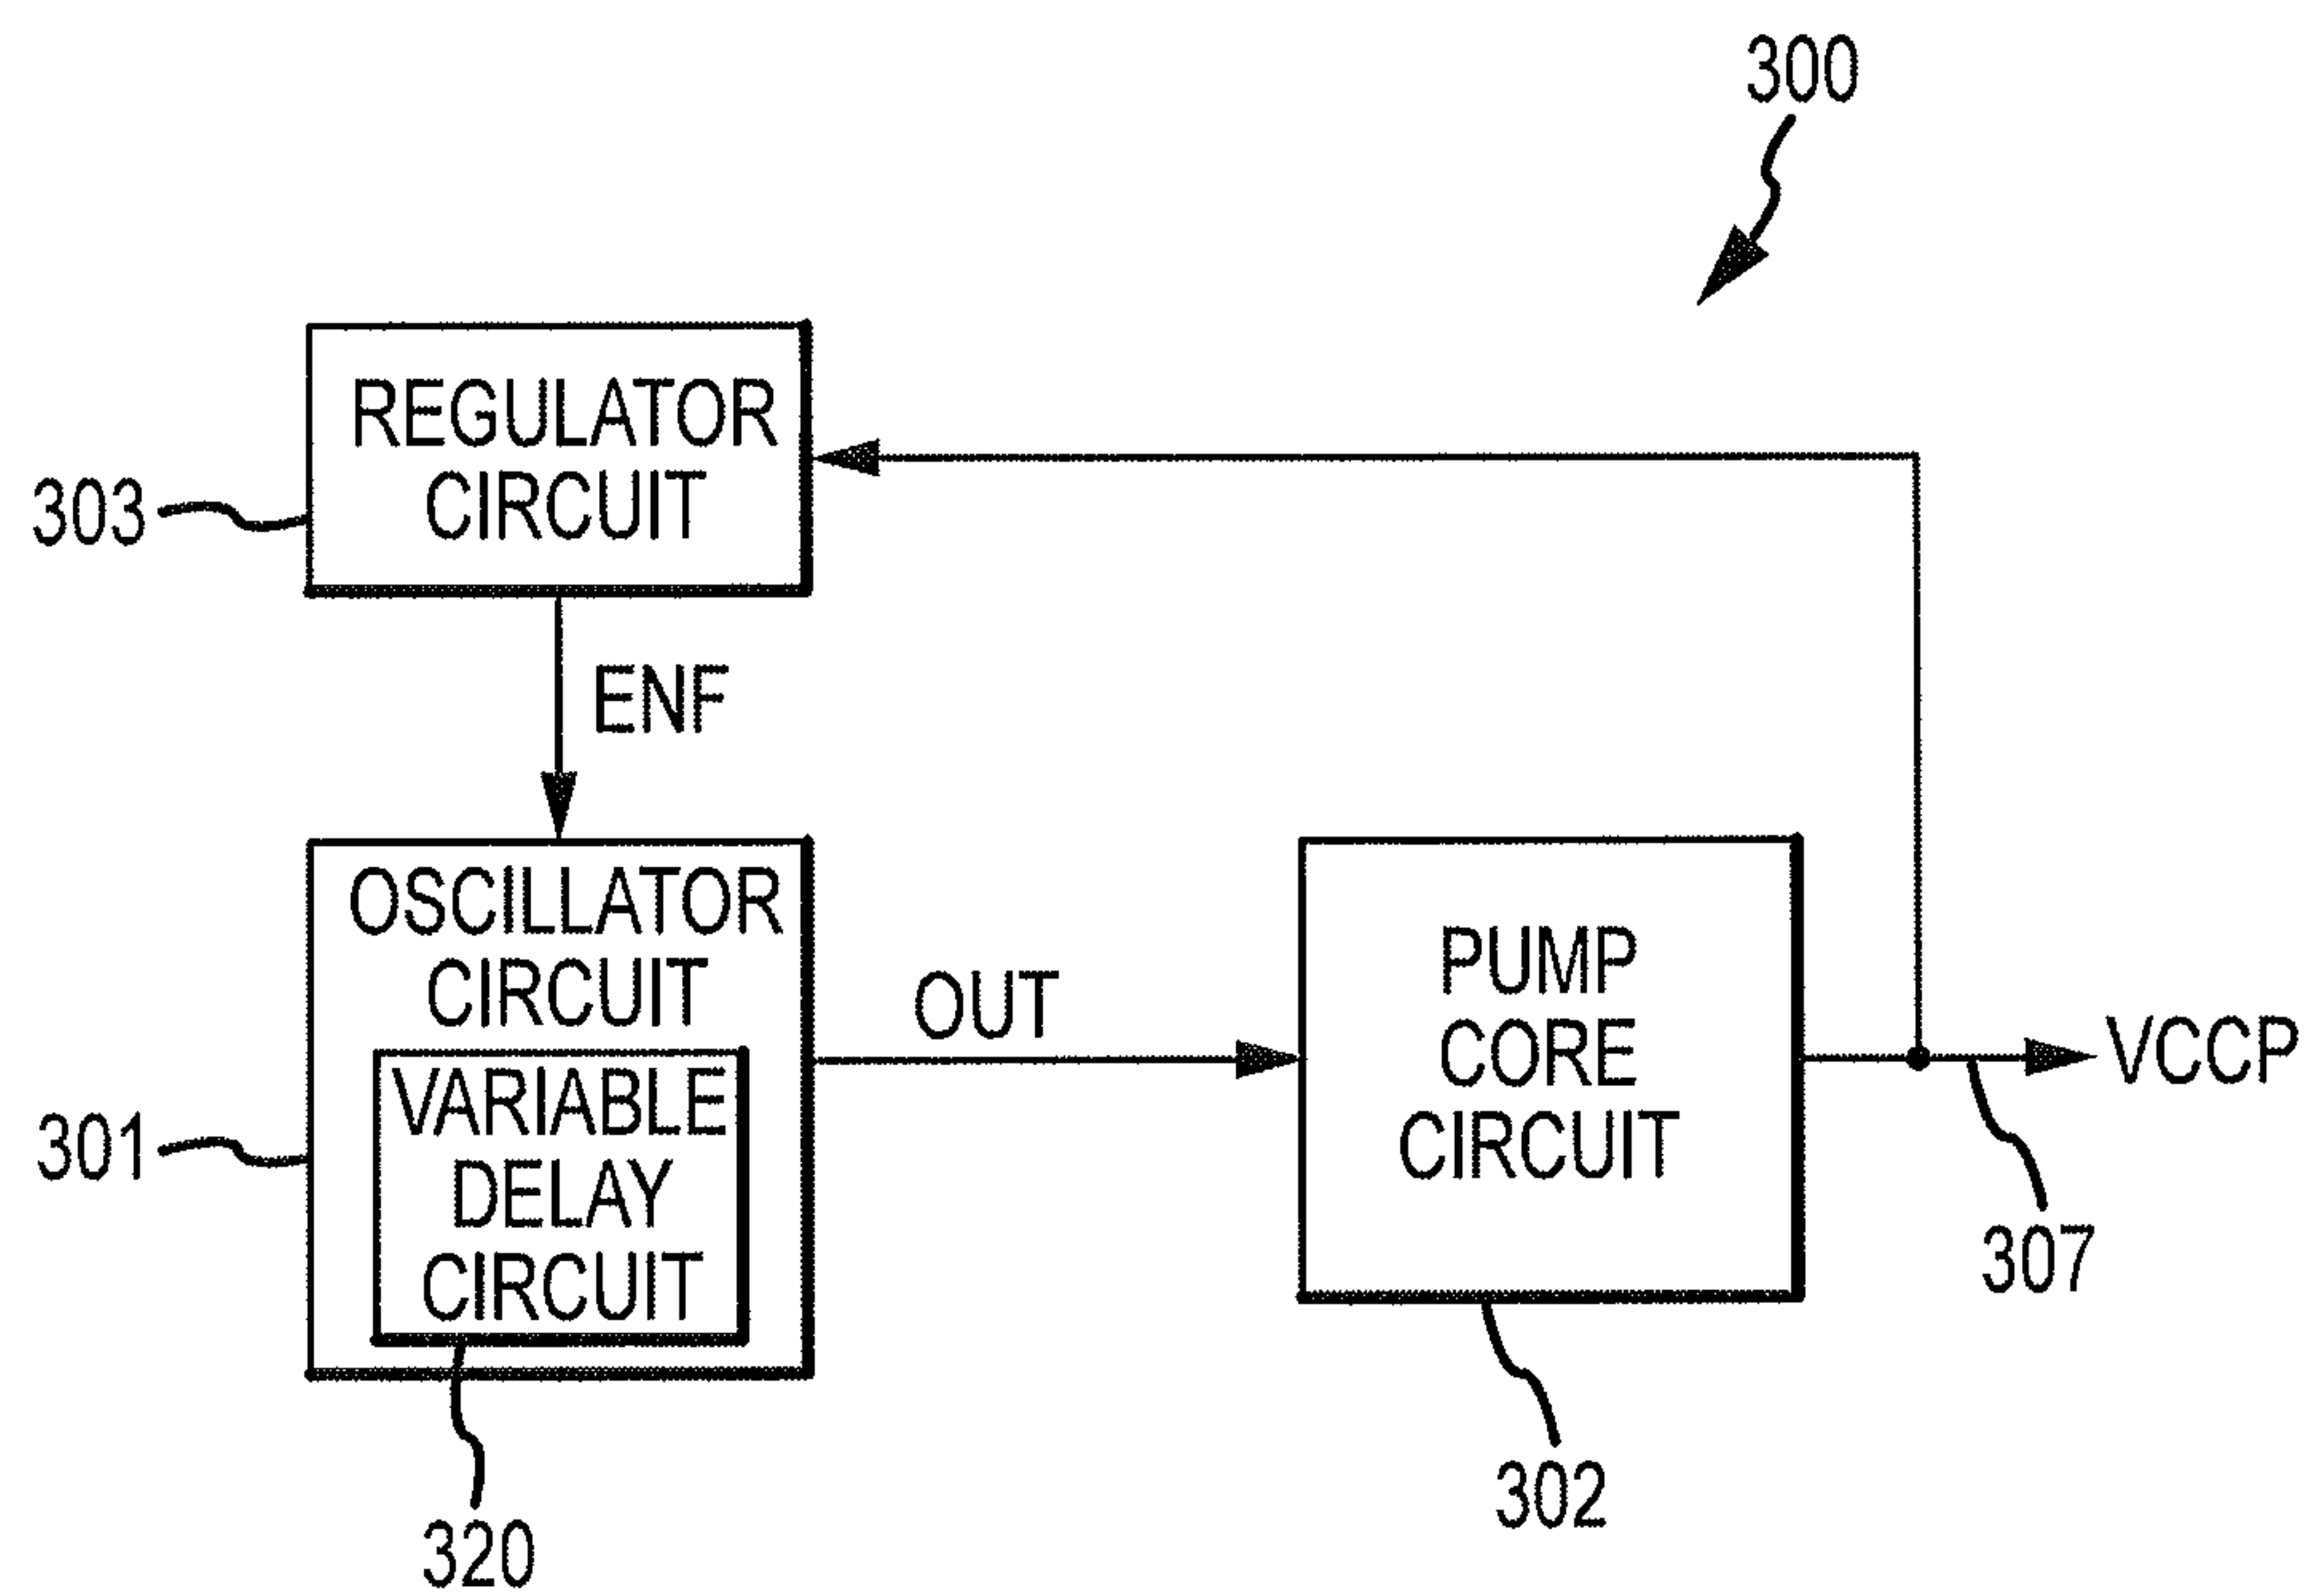 300
REGULATOR
CIRCUIT
303
ENF
OSCILLATOR
CIRCUIT
VARIABLE
DELAY
CIRCUIT
301
320
OUT
PUMP
CORE
CIRCUIT
302
VCCP
307